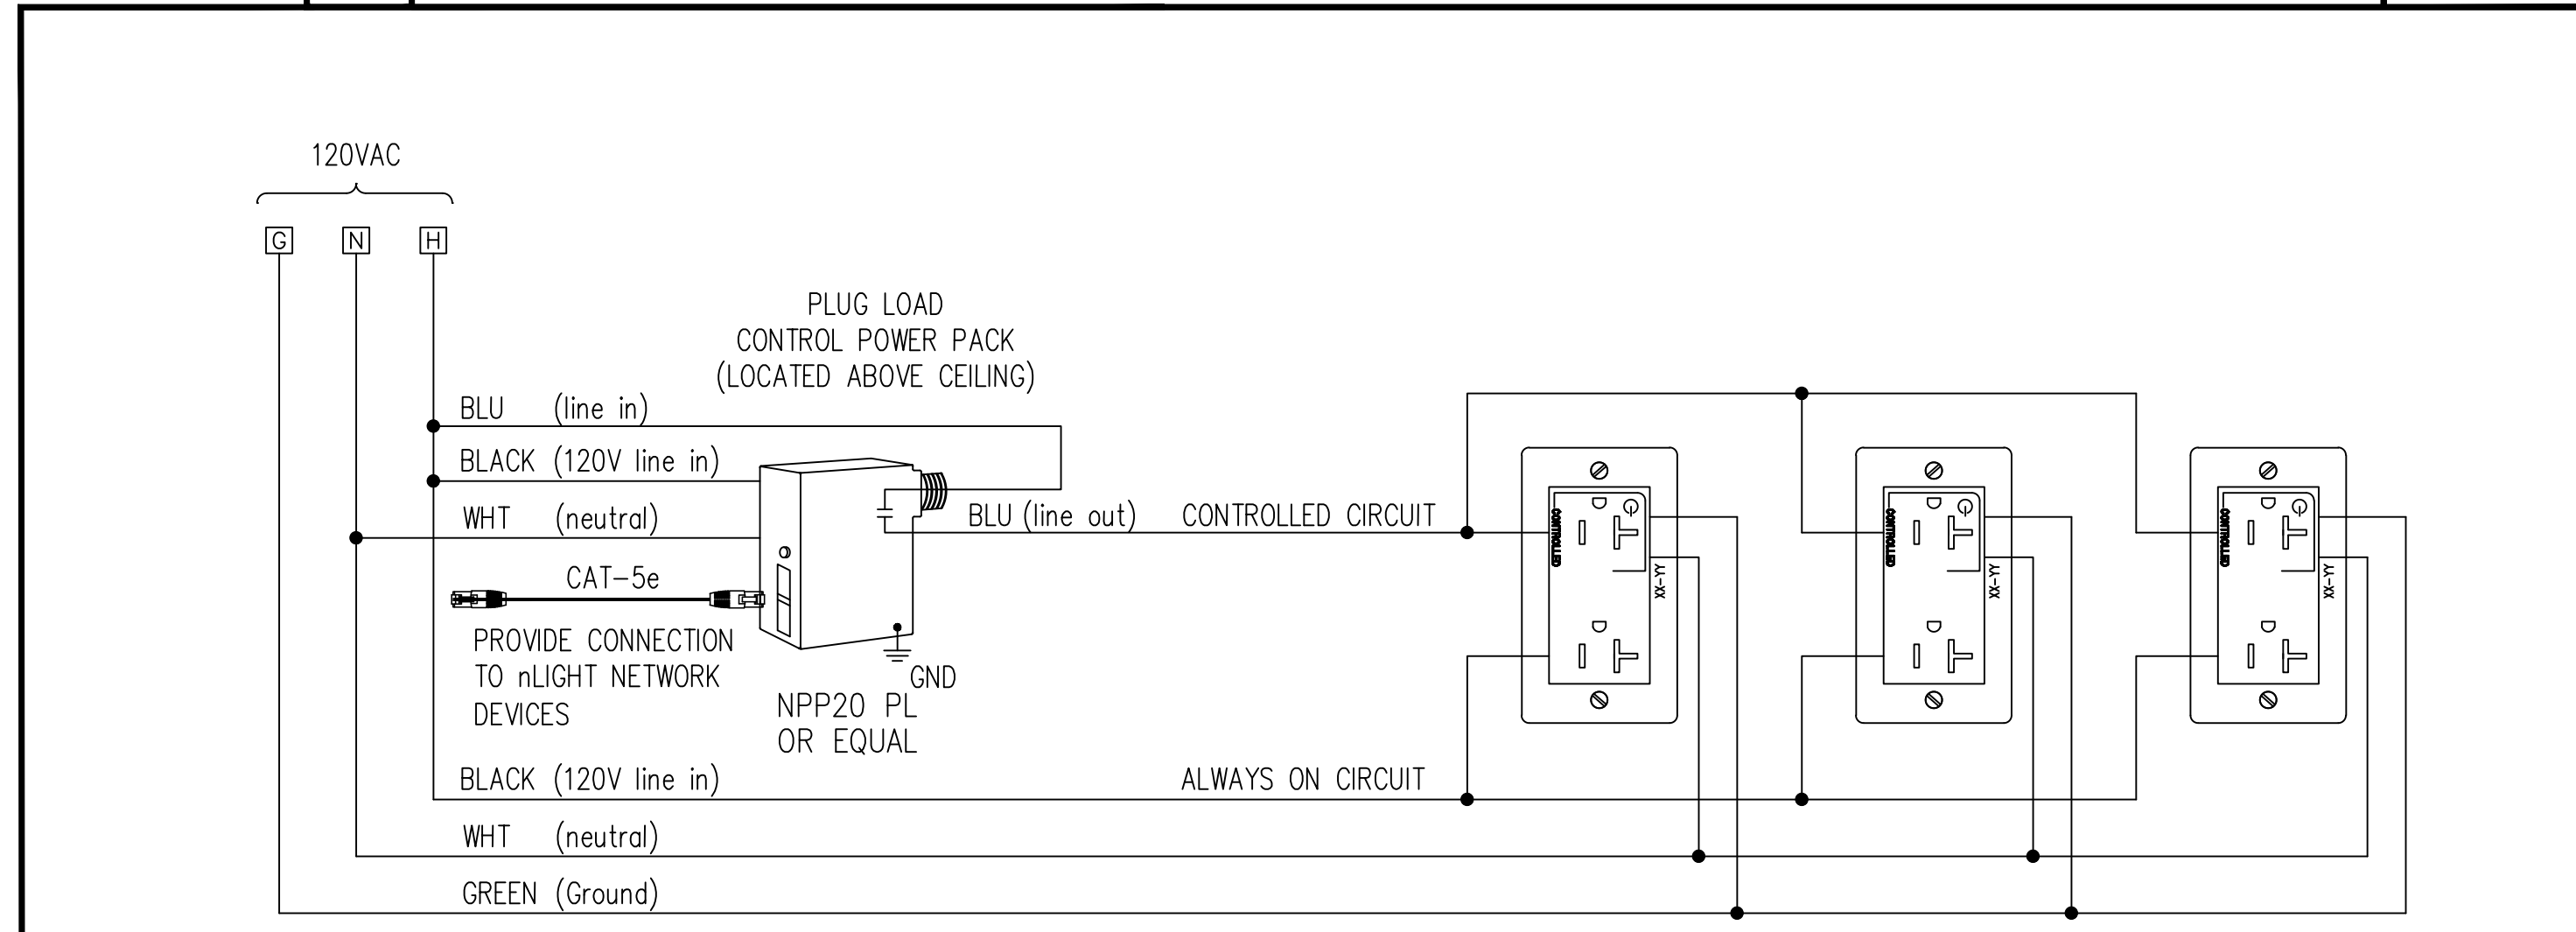 120VAC
G N H
PLUG LOAD
CONTROL POWER PACK
(LOCATED ABOVE CEILING)
BLU (line in)
BLACK (120V line in)
WHT (neutral)
BLU (line out) CONTROLLED CIRCUIT
CAT-5e
PROVIDE CONNECTION
TO nLIGHT NETWORK
DEVICES
GND
NPP20 PL
OR EQUAL
CONTROLLED
XX-YY
CONTROLLED
XX-YY
CONTROLLED
XX-YY
BLACK (120V line in) ALWAYS ON CIRCUIT
WHT (neutral)
GREEN (Ground)